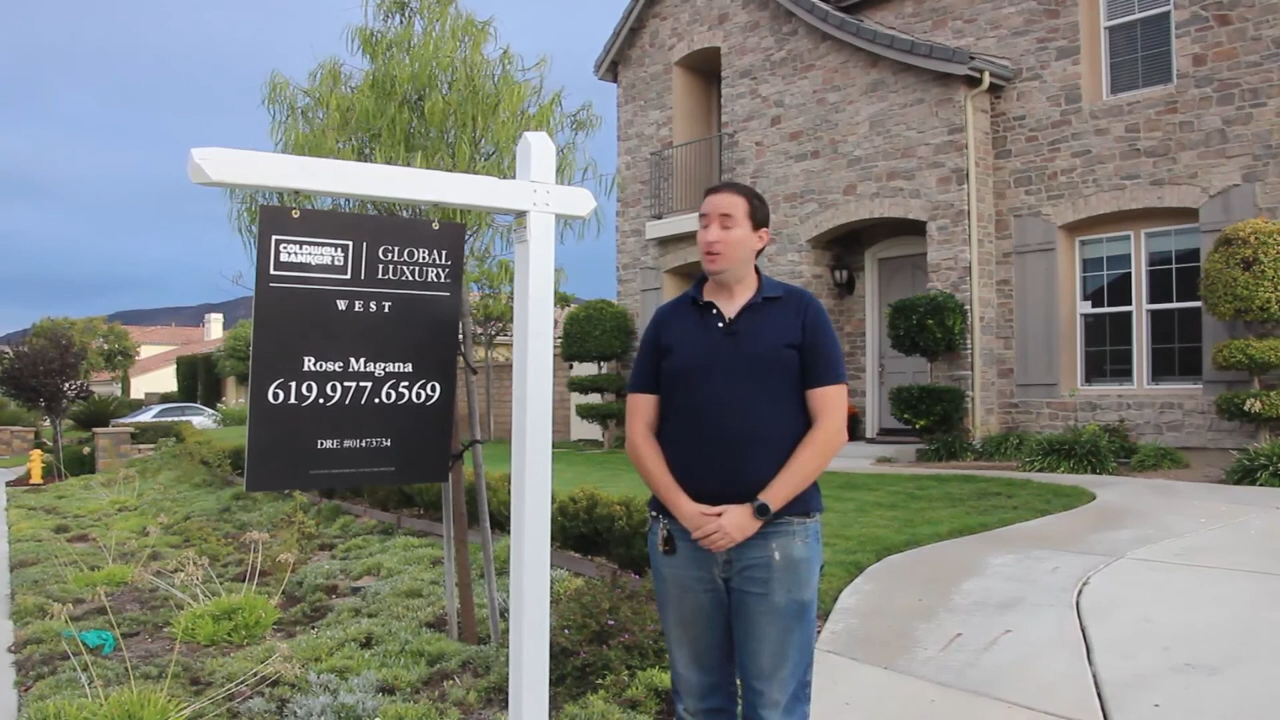 COLDWELL
BANKER
GLOBAL
LUXURY
WEST
Rose Magana
619.977.6569
DRE #01473734